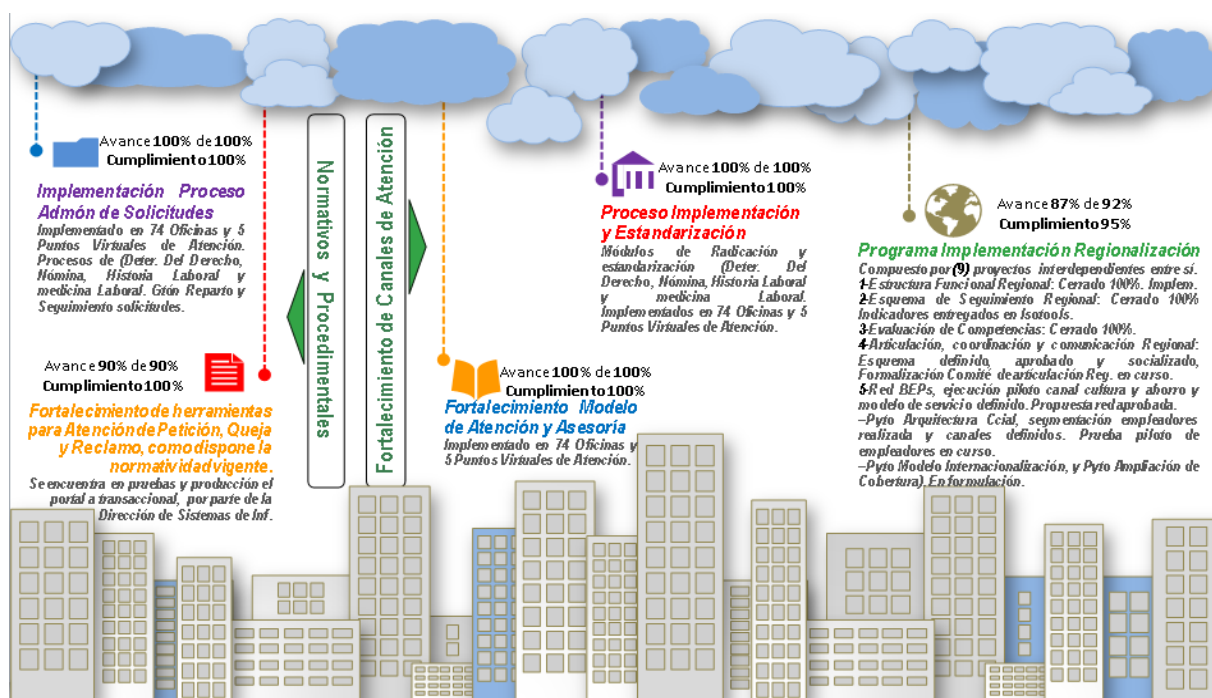 Avance 100% de 100%
Cumplimiento 100%
Implementación Proceso
Admón de Solicitudes
Implementado en 74 Oficinas y 5
Puntos Virtuales de Atención.
Procesos de (Deter. Del Derecho,
Nómina, Historia Laboral y
medicina Laboral. Gtión Reparto y
Seguimiento solicitudes.
Avance 90% de 90%
Cumplimiento 100%
Fortalecimiento de herramientas
para Atención de Petición, Queja
y Reclamo, como dispone la
normatividad vigente.
Se encuentra en pruebas y producción el
portal a transaccional, por parte de la
Dirección de Sistemas de Inf.
Normativos y Procedimentales
Fortalecimiento de Canales de Atención
Avance 100% de 100%
Cumplimiento 100%
Fortalecimiento Modelo
de Atención y Asesoría
Implementado en 74 Oficinas y
5 Puntos Virtuales de Atención.
Avance 100% de 100%
Cumplimiento 100%
Proceso Implementación
y Estandarización
Módulos de Radicación y
estandarización (Deter. Del
Derecho, Nómina, Historia Laboral
y medicina Laboral.
Implementados en 74 Oficinas y 5
Puntos Virtuales de Atención.
Avance 87% de 92%
Cumplimiento 95%
Programa Implementación Regionalización
Compuesto por (9) proyectos interdependientes entre sí.
1-Estructura Funcional Regional: Cerrado 100%. Implem.
2-Esquema de Seguimiento Regional: Cerrado 100%
Indicadores entregados en Isotools.
3-Evaluación de Competencias: Cerrado 100%.
4-Articulación, coordinación y comunicación Regional:
Esquema definido, aprobado y socializado,
Formalización Comité de articulación Reg. en curso.
5-Red BEPs, ejecución piloto canal cultura y ahorro y
modelo de servicio definido. Propuesta red aprobada.
–Pyto Arquitectura Ccial, segmentación empleadores
realizada y canales definidos. Prueba piloto de
empleadores en curso.
–Pyto Modelo Internacionalización, y Pyto Ampliación de
Cobertura). En formulación.